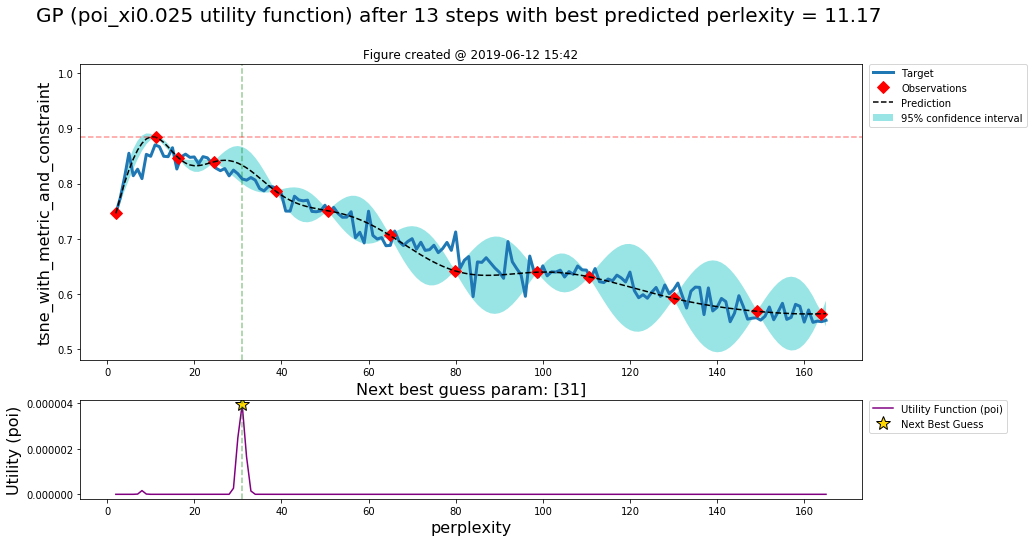 GP (poi_xi0.025 utility function) after 13 steps with best predicted perlexity = 11.17
Figure created @ 2019-06-12 15:42
tsne_with_metric_and_constraint
1.0
0.9
0.8
0.7
0.6
0.5
0 20 40 60 80 100 120 140 160
Target
Observations
Prediction
95% confidence interval
Next best guess param: [31]
Utility (poi)
0.000004
0.000002
0.000000
0 20 40 60 80 100 120 140 160
perplexity
Utility Function (poi)
Next Best Guess